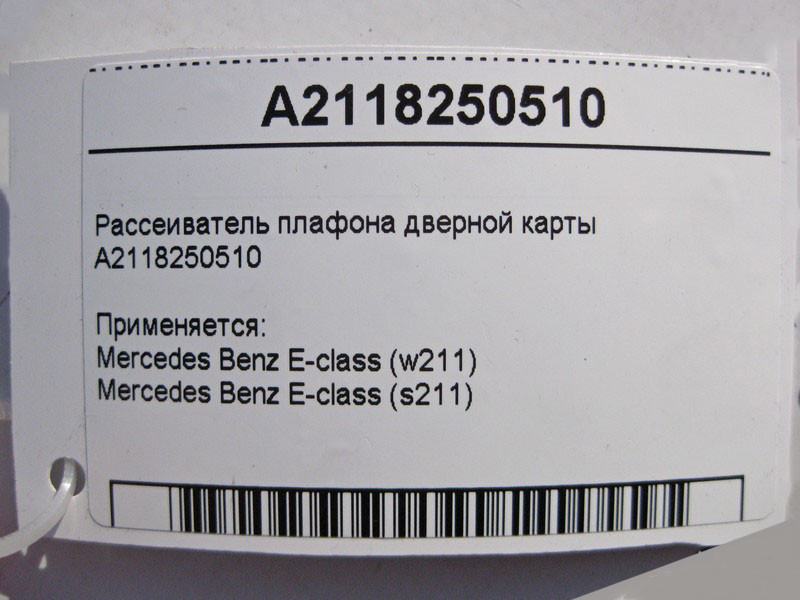 A2118250510
Рассеиватель плафона дверной карты
A2118250510
Применяется:
Mercedes Benz E-class (w211)
Mercedes Benz E-class (s211)